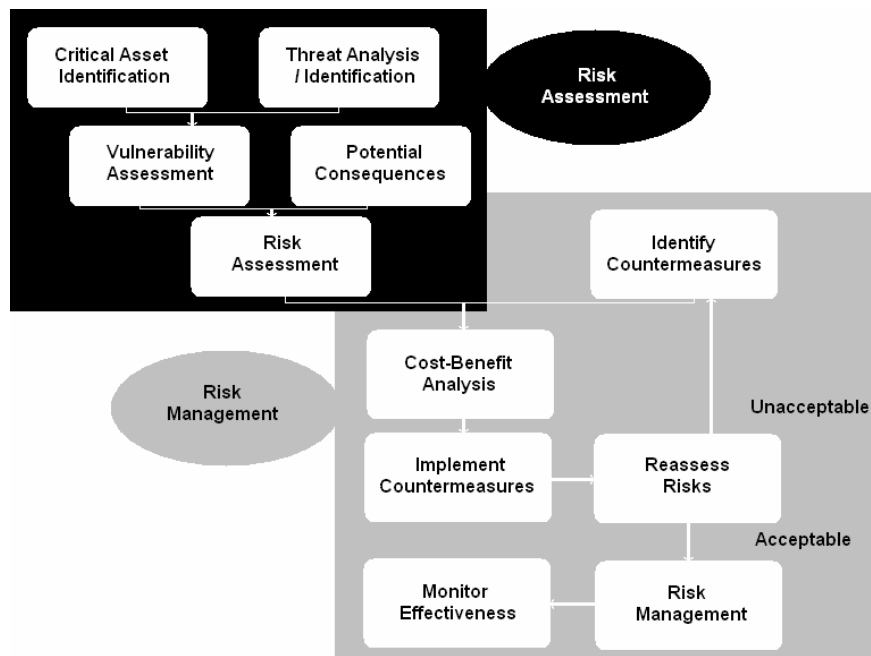 Critical Asset
Identification
Threat Analysis
/ Identification
Risk
Assessment
Vulnerability
Assessment
Potential
Consequences
Risk
Assessment
Identify
Countermeasures
Cost-Benefit
Analysis
Risk
Management
Unacceptable
Implement
Countermeasures
Reassess
Risks
Acceptable
Monitor
Effectiveness
Risk
Management